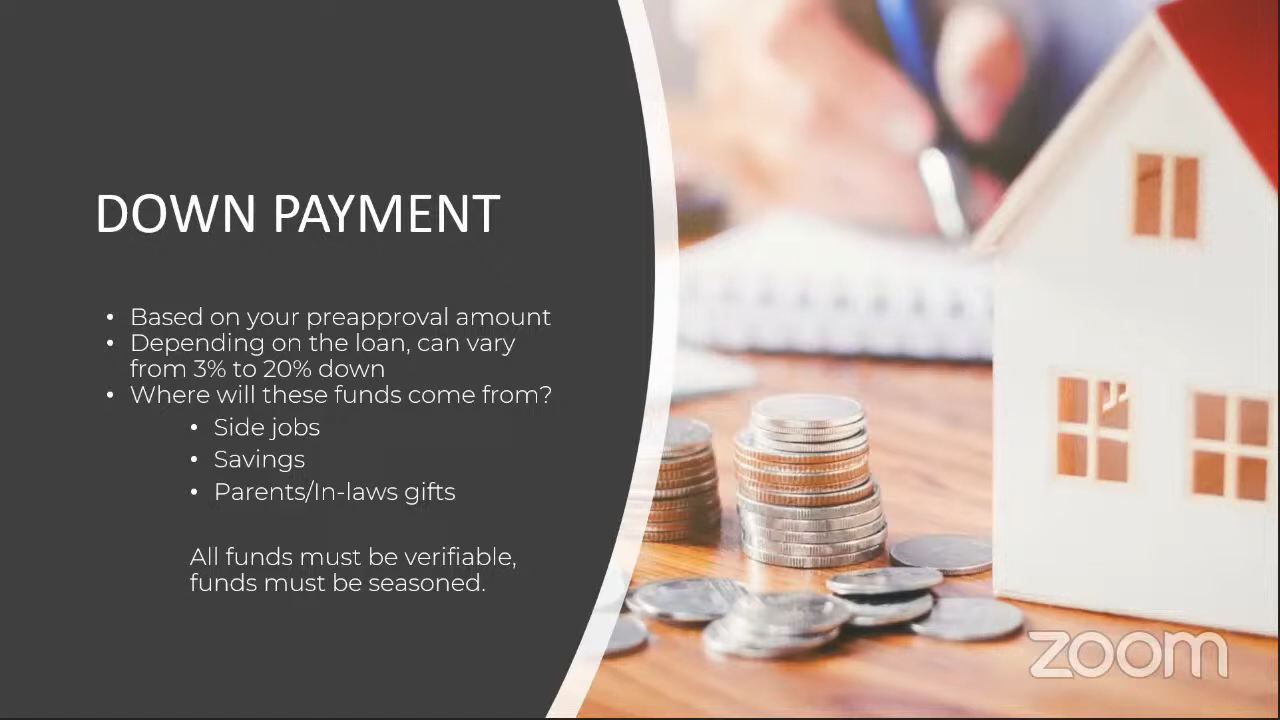 DOWN PAYMENT
• Based on your preapproval amount
• Depending on the loan, can vary
from 3% to 20% down
• Where will these funds come from?
• Side jobs
• Savings
• Parents/In-laws gifts
All funds must be verifiable,
funds must be seasoned.
zoom